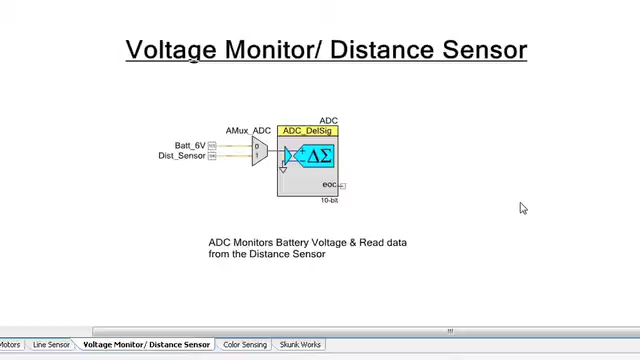 Voltage Monitor/ Distance Sensor
ADC
AMux_ADC
ADC_DelSig
Batt_6V
0
Dist_Sensor
1
ΔΣ
eoc
10-bit
ADC Monitors Battery Voltage & Read data
from the Distance Sensor
Motors
Line Sensor
Voltage Monitor/ Distance Sensor
Color Sensing
Skunk Works